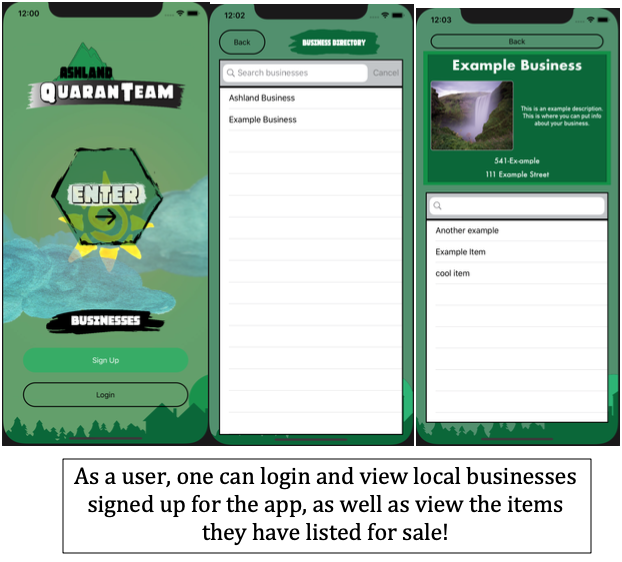 12:00
ASHLAND
QUARANTEAM
ENTER
BUSINESSES
Sign Up
Login
12:02
Back
BUSINESS DIRECTORY
Search businesses
Cancel
Ashland Business
Example Business
12:03
Back
Example Business
This is an example description.
This is where you can put info
about your business.
541-Ex-ample
111 Example Street
Another example
Example Item
cool item
As a user, one can login and view local businesses
signed up for the app, as well as view the items
they have listed for sale!